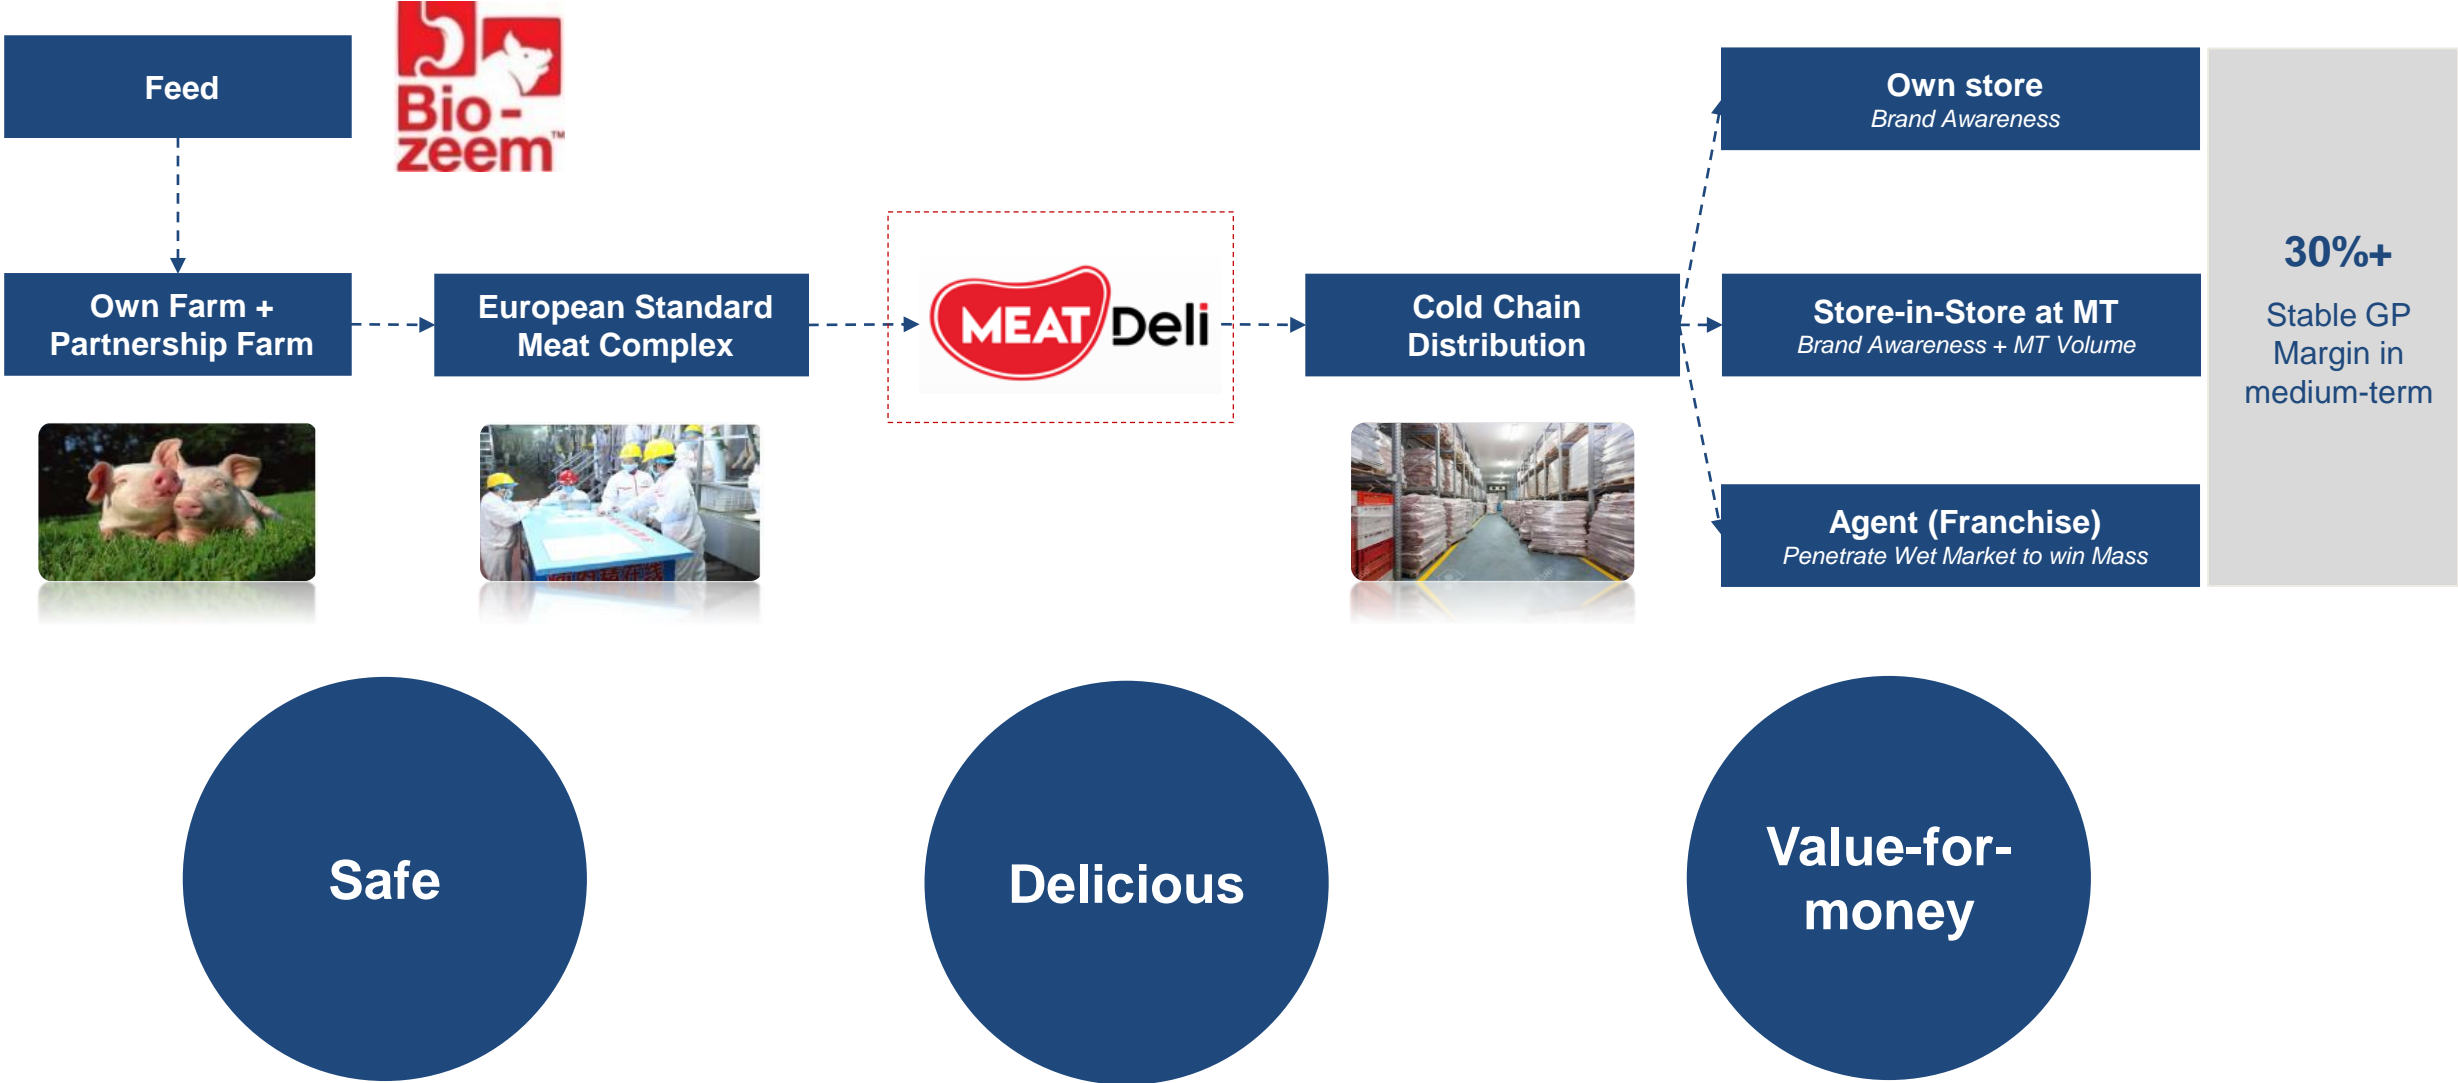 Feed
Bio-
zeem™
Own Farm +
Partnership Farm
European Standard
Meat Complex
MEAT Deli
Cold Chain
Distribution
Own store
Brand Awareness
Store-in-Store at MT
Brand Awareness + MT Volume
Agent (Franchise)
Penetrate Wet Market to win Mass
30%+
Stable GP
Margin in
medium-term
Safe
Delicious
Value-for-
money